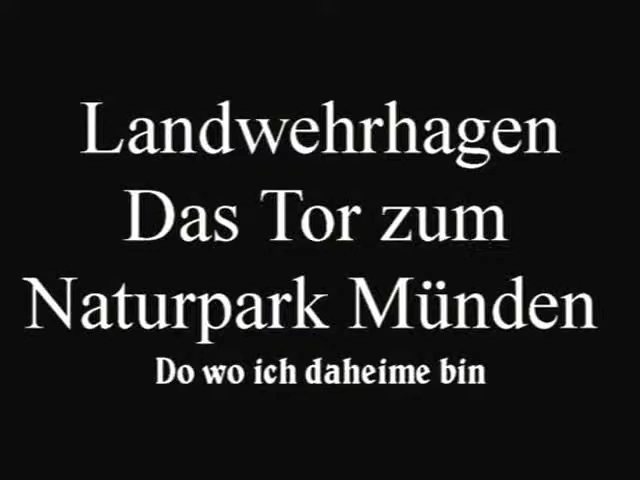 Landwehrhagen
Das Tor zum
Naturpark Münden
Do wo ich daheime bin